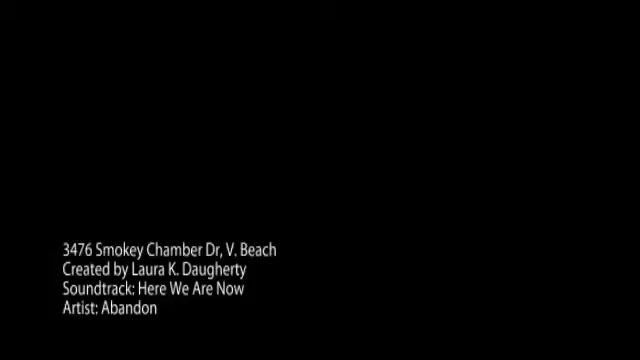 3476 Smokey Chamber Dr, V. Beach
Created by Laura K. Daugherty
Soundtrack: Here We Are Now
Artist: Abandon